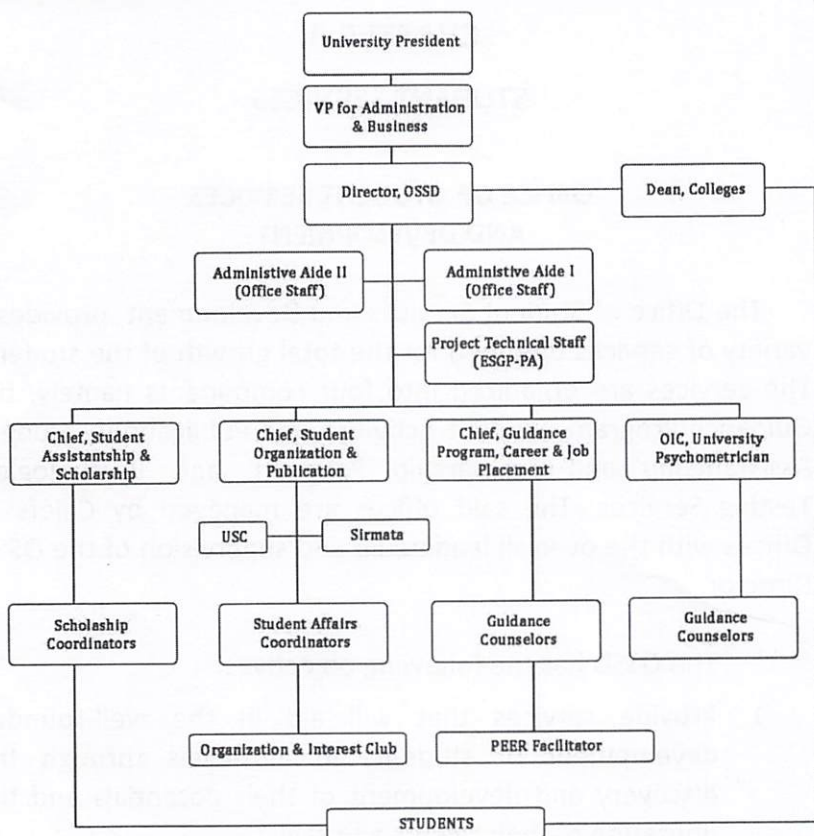 University President
VP for Administration
& Business
Director, OSSD
Dean, Colleges
Administive Aide II
(Office Staff)
Administive Aide I
(Office Staff)
Project Technical Staff
(ESGP-PA)
Chief, Student
Assistantship &
Scholarship
Chief, Student
Organization &
Publication
Chief, Guidance
Program, Career & Job
Placement
OIC, University
Psychometrician
USC
Sirmata
Scholaship
Coordinators
Student Affairs
Coordinators
Guidance
Counselors
Guidance
Counselors
Organization & Interest Club
PEER Facilitator
STUDENTS